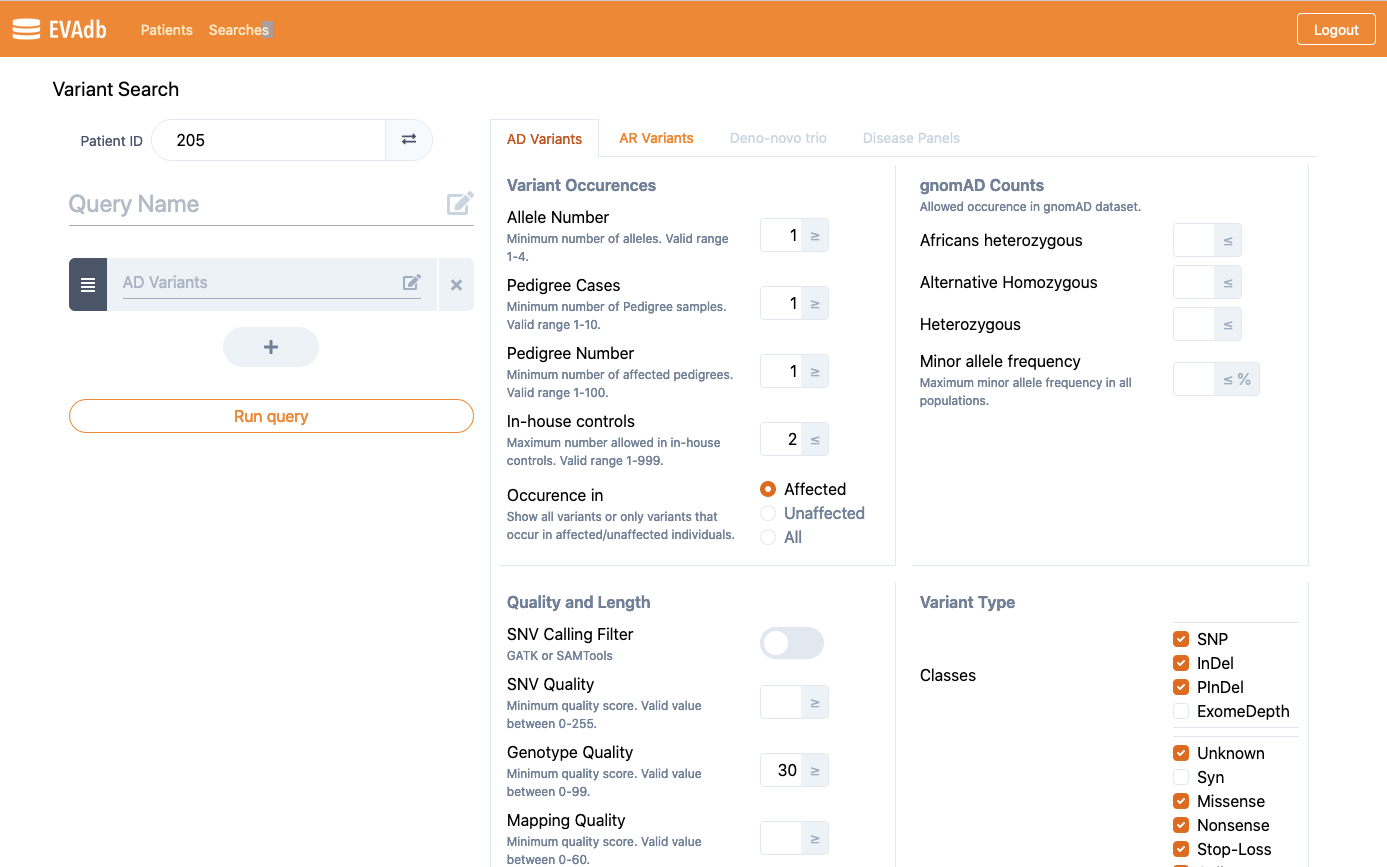 EVAdb
Patients
Searches
Logout
Variant Search
Patient ID
205
Query Name
AD Variants
Run query
AD Variants
AR Variants
Deno-novo trio
Disease Panels
Variant Occurences
Allele Number
Minimum number of alleles. Valid range
1-4.
1 ≥
Pedigree Cases
Minimum number of Pedigree samples.
Valid range 1-10.
1 ≥
Pedigree Number
Minimum number of affected pedigrees.
Valid range 1-100.
1 ≥
In-house controls
Maximum number allowed in in-house
controls. Valid range 1-999.
2 ≤
Occurence in
Show all variants or only variants that
occur in affected/unaffected individuals.
Affected
Unaffected
All
gnomAD Counts
Allowed occurence in gnomAD dataset.
Africans heterozygous
≤
Alternative Homozygous
≤
Heterozygous
≤
Minor allele frequency
Maximum minor allele frequency in all
populations.
≤ %
Quality and Length
SNV Calling Filter
GATK or SAMTools
SNV Quality
Minimum quality score. Valid value
between 0-255.
≥
Genotype Quality
Minimum quality score. Valid value
between 0-99.
30 ≥
Mapping Quality
Minimum quality score. Valid value
between 0-60.
≥
Variant Type
Classes
SNP
InDel
PInDel
ExomeDepth
Unknown
Syn
Missense
Nonsense
Stop-Loss